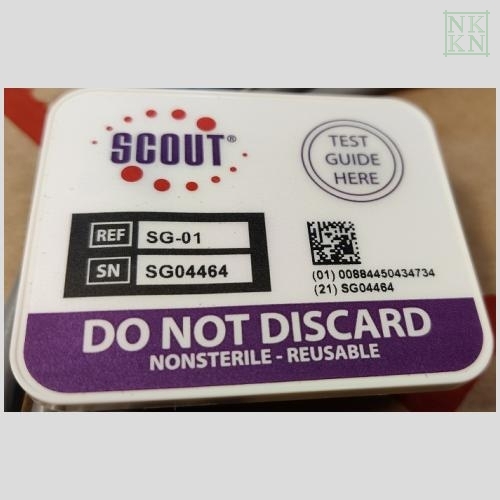 NK
KN
SCOUT®
TEST
GUIDE
HERE
REF SG-01
SN SG04464
(01) 00884450434734
(21) SG04464
DO NOT DISCARD
NONSTERILE - REUSABLE